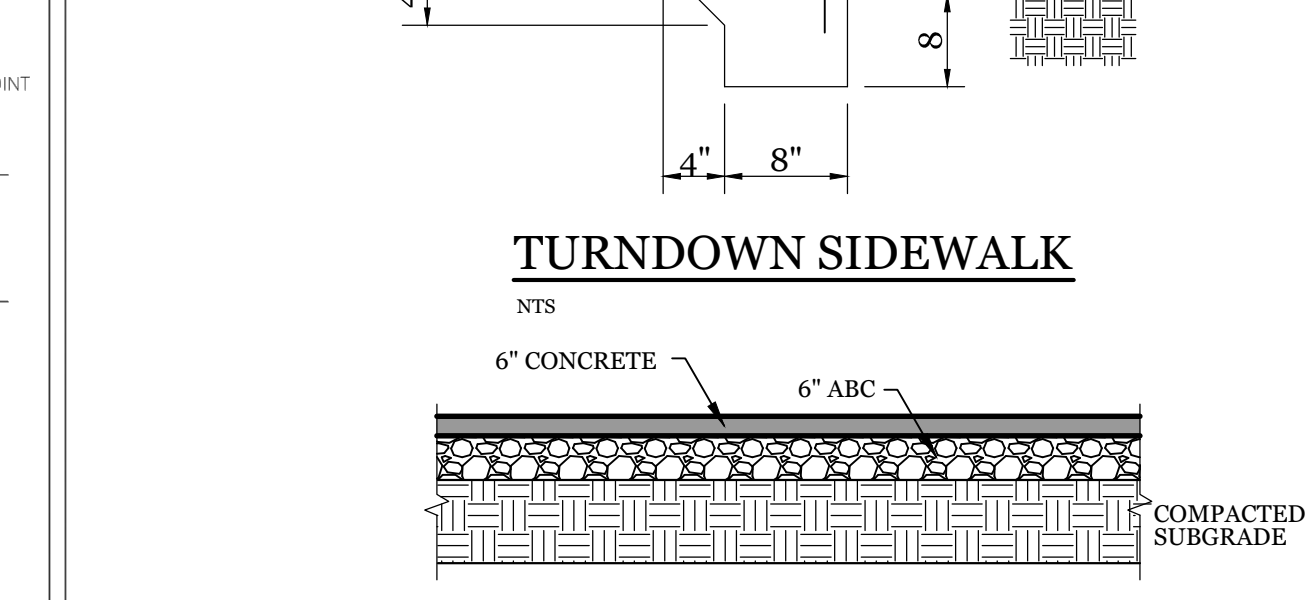 8
OINT
4" 8"
TURNDOWN SIDEWALK
NTS
6" CONCRETE
6" ABC
COMPACTED
SUBGRADE